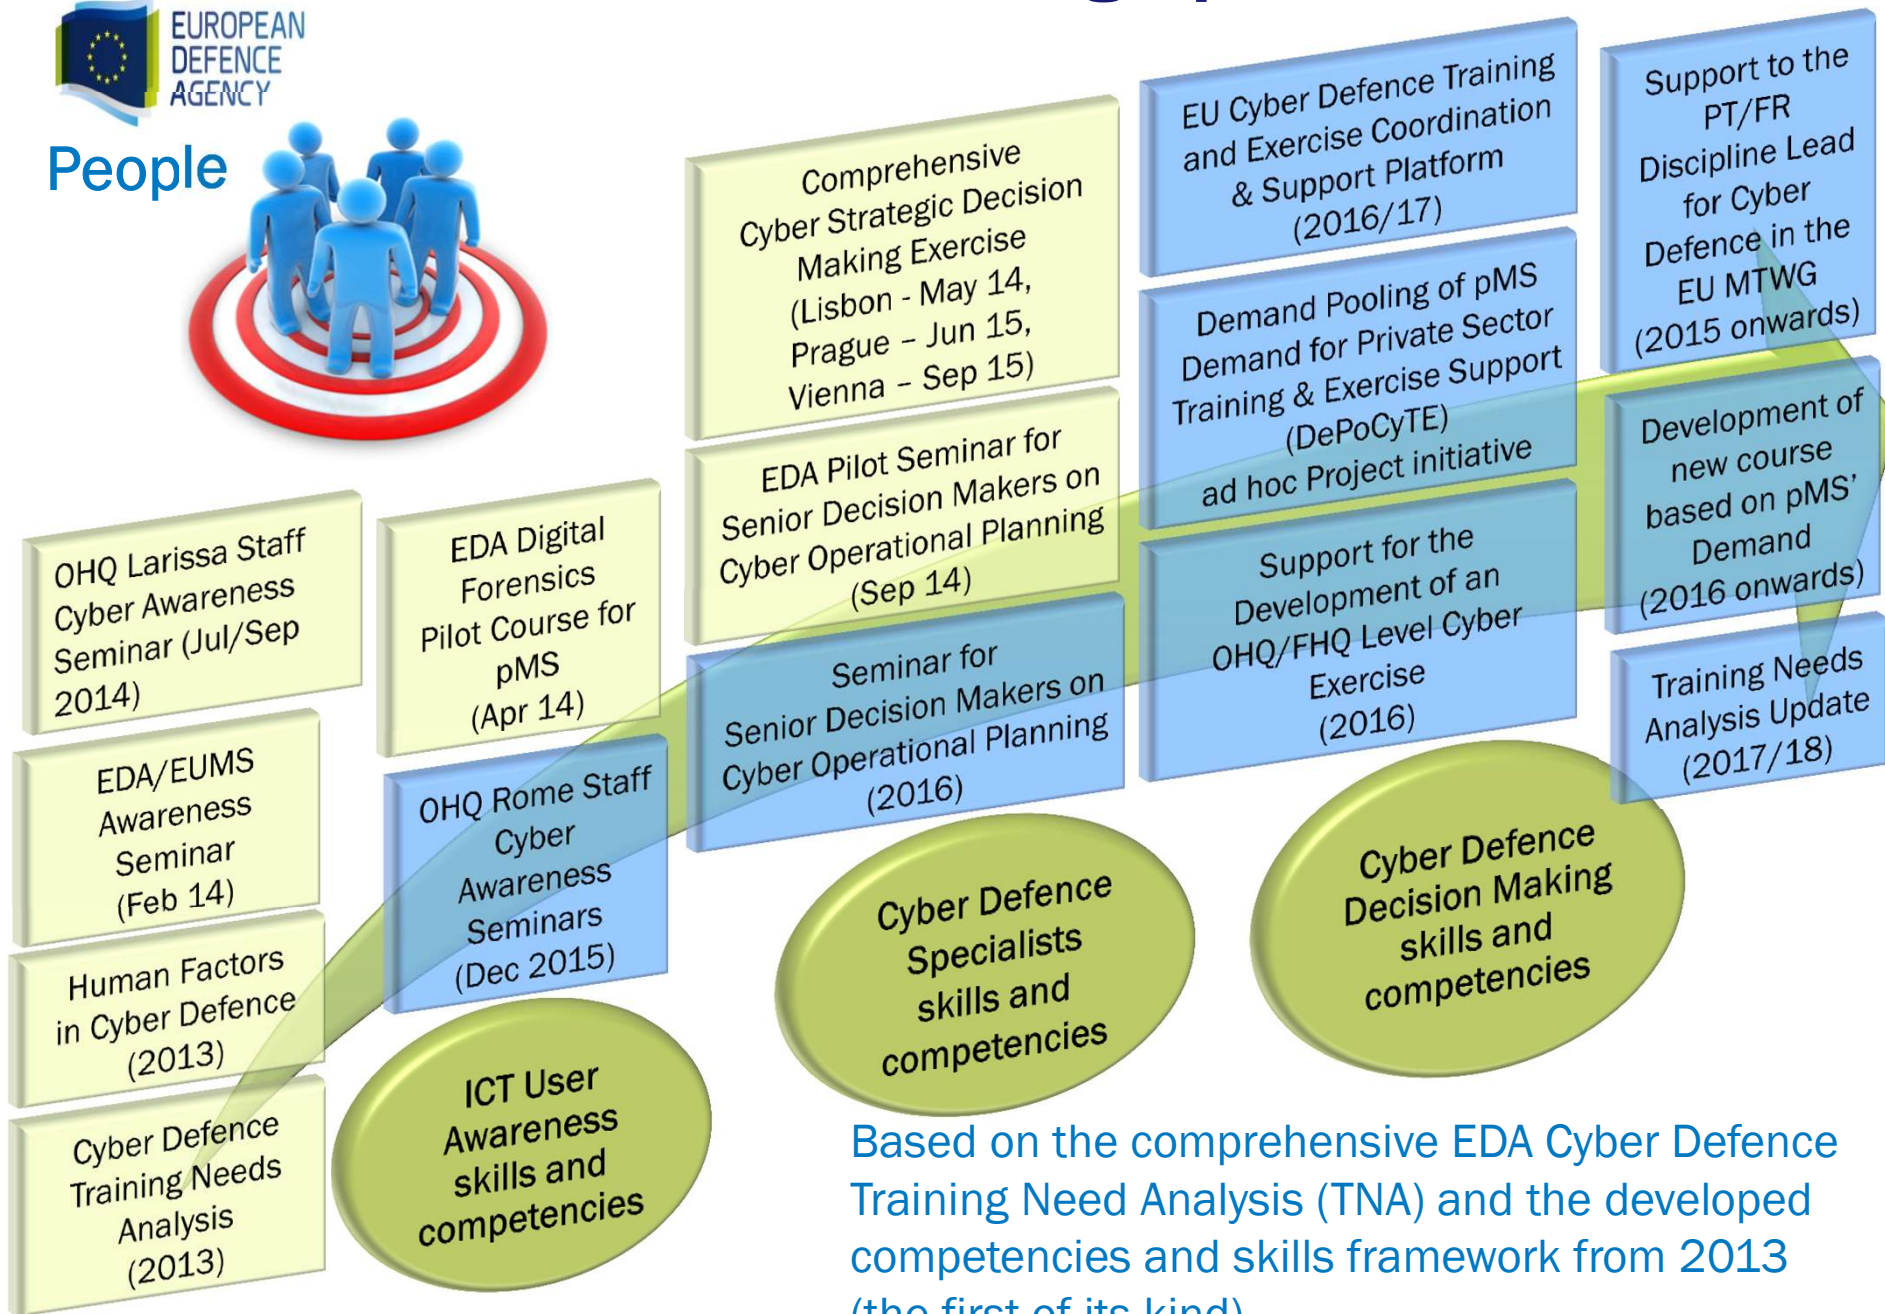 EUROPEAN
DEFENCE
AGENCY
People
OHQ Larissa Staff
Cyber Awareness
Seminar (Jul/Sep
2014)
EDA/EUMS
Awareness
Seminar
(Feb 14)
Human Factors
in Cyber Defence
(2013)
Cyber Defence
Training Needs
Analysis
(2013)
EDA Digital
Forensics
Pilot Course for
pMS
(Apr 14)
OHQ Rome Staff
Cyber
Awareness
Seminars
(Dec 2015)
ICT User
Awareness
skills and
competencies
Comprehensive
Cyber Strategic Decision
Making Exercise
(Lisbon - May 14,
Prague – Jun 15,
Vienna – Sep 15)
EDA Pilot Seminar for
Senior Decision Makers on
Cyber Operational Planning
(Sep 14)
Seminar for
Senior Decision Makers on
Cyber Operational Planning
(2016)
Cyber Defence
Specialists
skills and
competencies
EU Cyber Defence Training
and Exercise Coordination
& Support Platform
(2016/17)
Demand Pooling of pMS
Demand for Private Sector
Training & Exercise Support
(DePoCyTE)
ad hoc Project initiative
Support for the
Development of an
OHQ/FHQ Level Cyber
Exercise
(2016)
Cyber Defence
Decision Making
skills and
competencies
Support to the
PT/FR
Discipline Lead
for Cyber
Defence in the
EU MTWG
(2015 onwards)
Development of
new course
based on pMS’
Demand
(2016 onwards)
Training Needs
Analysis Update
(2017/18)
Based on the comprehensive EDA Cyber Defence
Training Need Analysis (TNA) and the developed
competencies and skills framework from 2013
(the first of its kind)